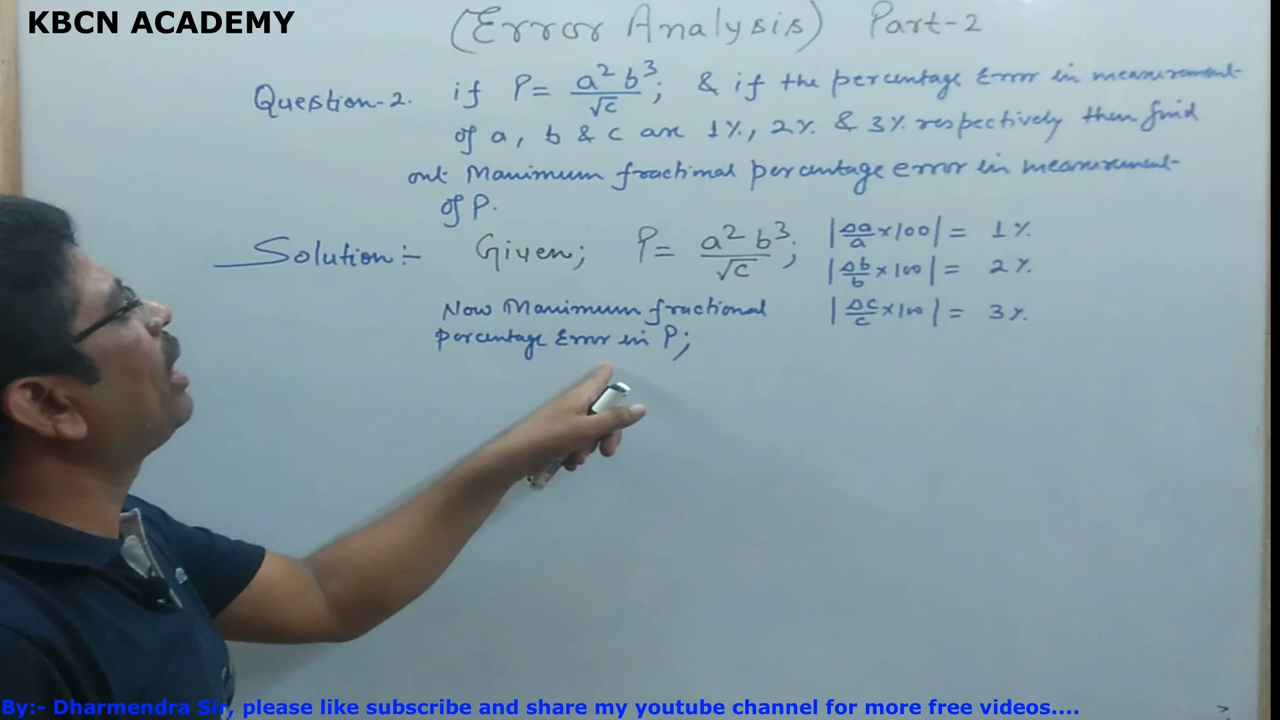 KBCN ACADEMY
(Error Analysis) Part-2
Question-2. if P = a²b³/√c ; & if the percentage Error in measurement
of a, b & c are 1%, 2% & 3% respectively then find
out Maximum fractional percentage error in measurement
of P.
Solution:- Given; P = a²b³/√c ; |Δa/a ×100| = 1%
|Δb/b ×100| = 2%
|Δc/c ×100| = 3%
Now Maximum fractional
percentage Error in P;
By:- Dharmendra Sir, please like subscribe and share my youtube channel for more free videos....